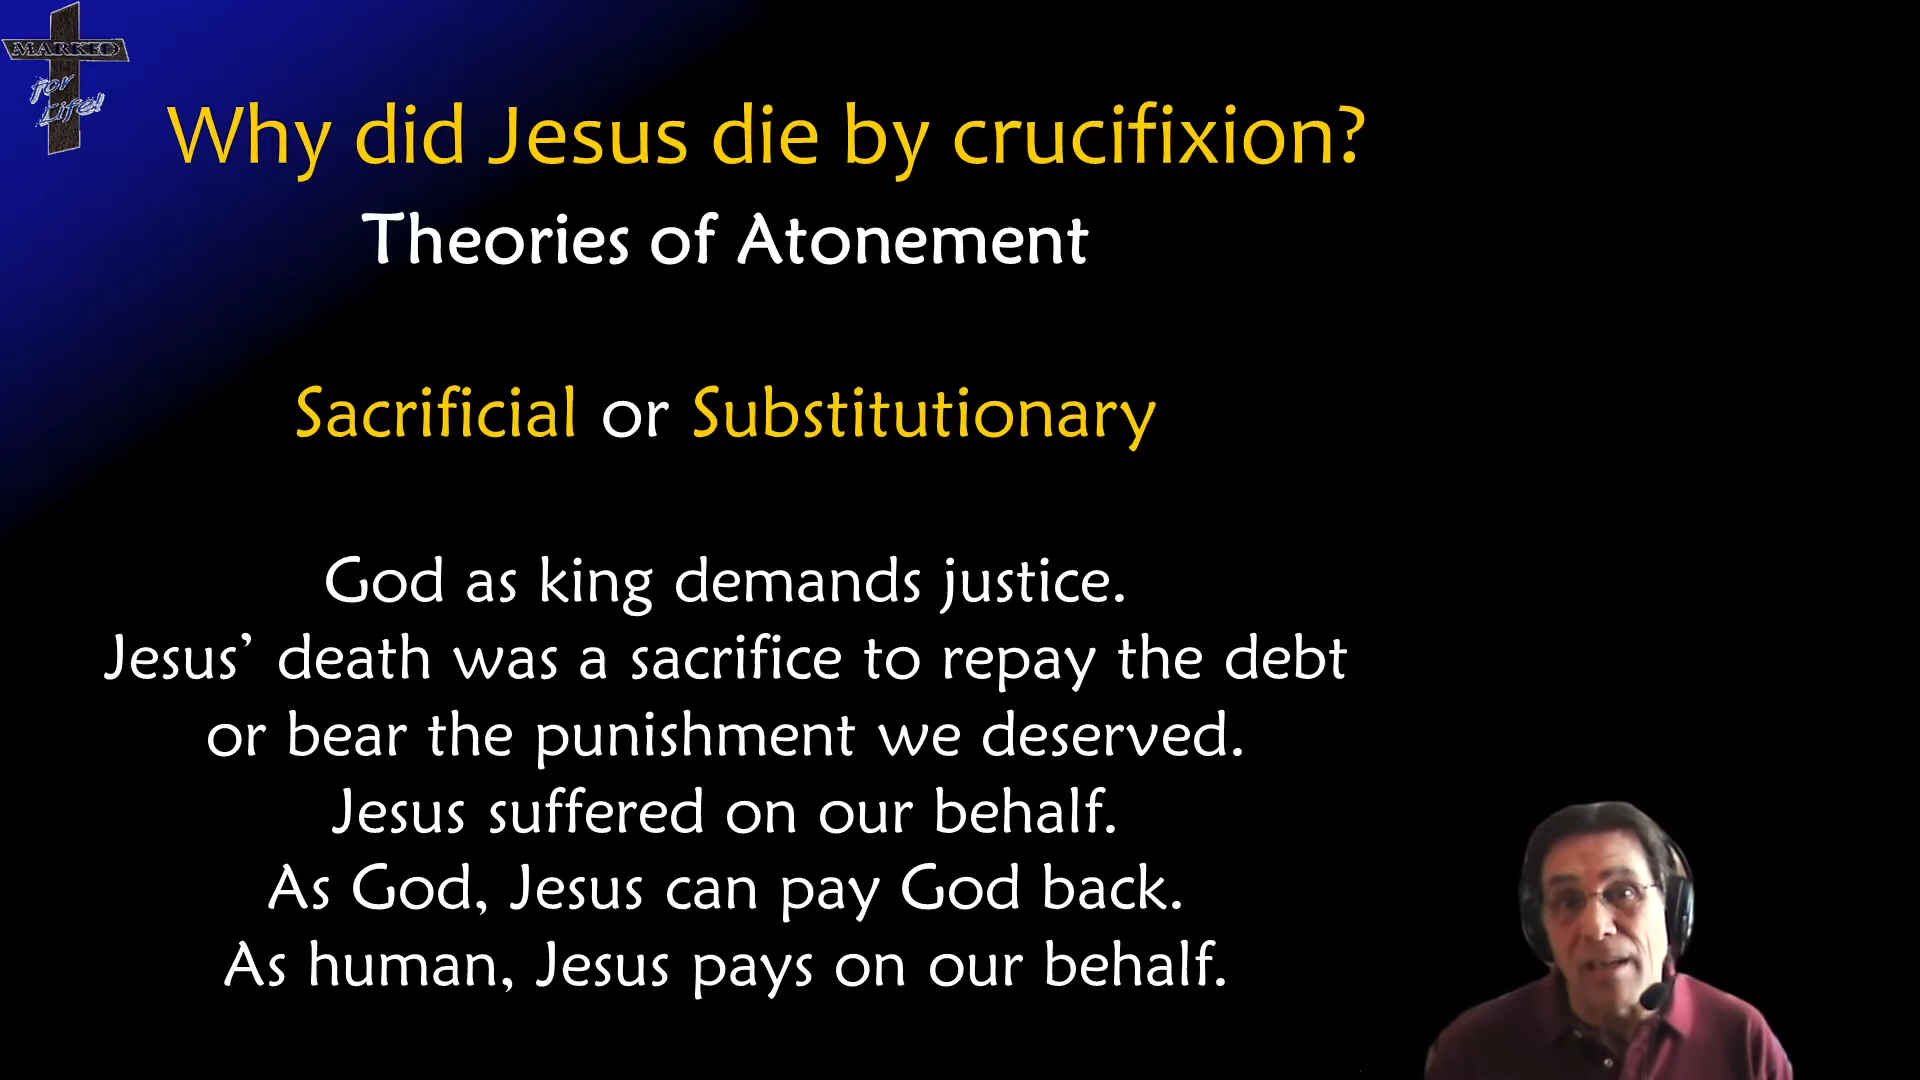 MARKED
for
Life!
Why did Jesus die by crucifixion?
Theories of Atonement
Sacrificial or Substitutionary
God as king demands justice.
Jesus’ death was a sacrifice to repay the debt
or bear the punishment we deserved.
Jesus suffered on our behalf.
As God, Jesus can pay God back.
As human, Jesus pays on our behalf.